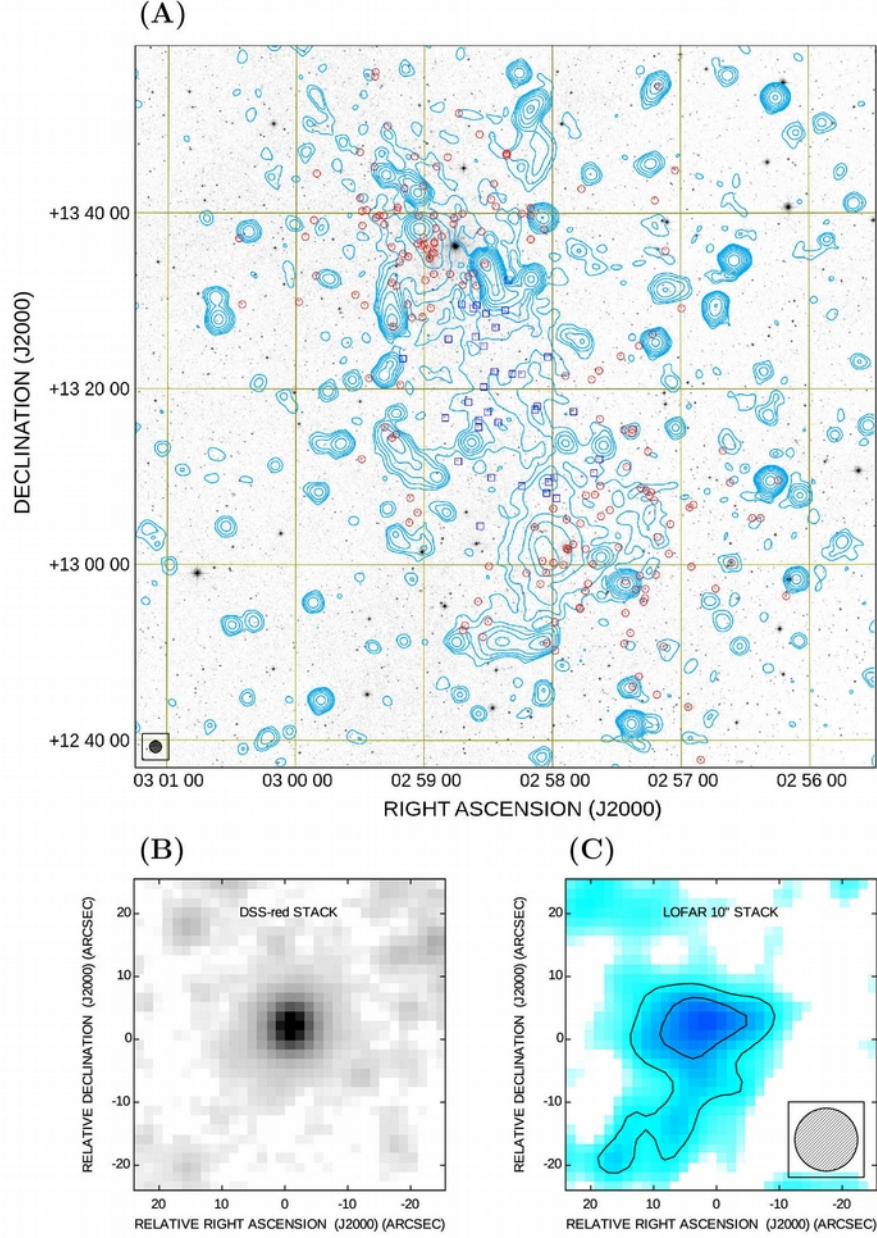 (A)
DECLINATION (J2000)
+13 40 00
+13 20 00
+13 00 00
+12 40 00
03 01 00 03 00 00 02 59 00 02 58 00 02 57 00 02 56 00
RIGHT ASCENSION (J2000)
(B)
DSS-red STACK
RELATIVE DECLINATION (J2000) (ARCSEC)
20
10
0
-10
-20
20 10 0 -10 -20
RELATIVE RIGHT ASCENSION (J2000) (ARCSEC)
(C)
LOFAR 10" STACK
RELATIVE DECLINATION (J2000) (ARCSEC)
20
10
0
-10
-20
20 10 0 -10 -20
RELATIVE RIGHT ASCENSION (J2000) (ARCSEC)